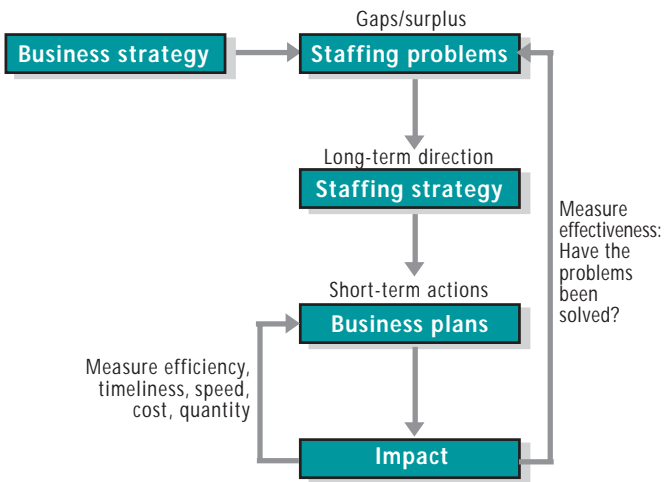 Gaps/surplus
Business strategy
Staffing problems
Long-term direction
Staffing strategy
Measure
effectiveness:
Have the
problems
been
solved?
Short-term actions
Business plans
Measure efficiency,
timeliness, speed,
cost, quantity
Impact